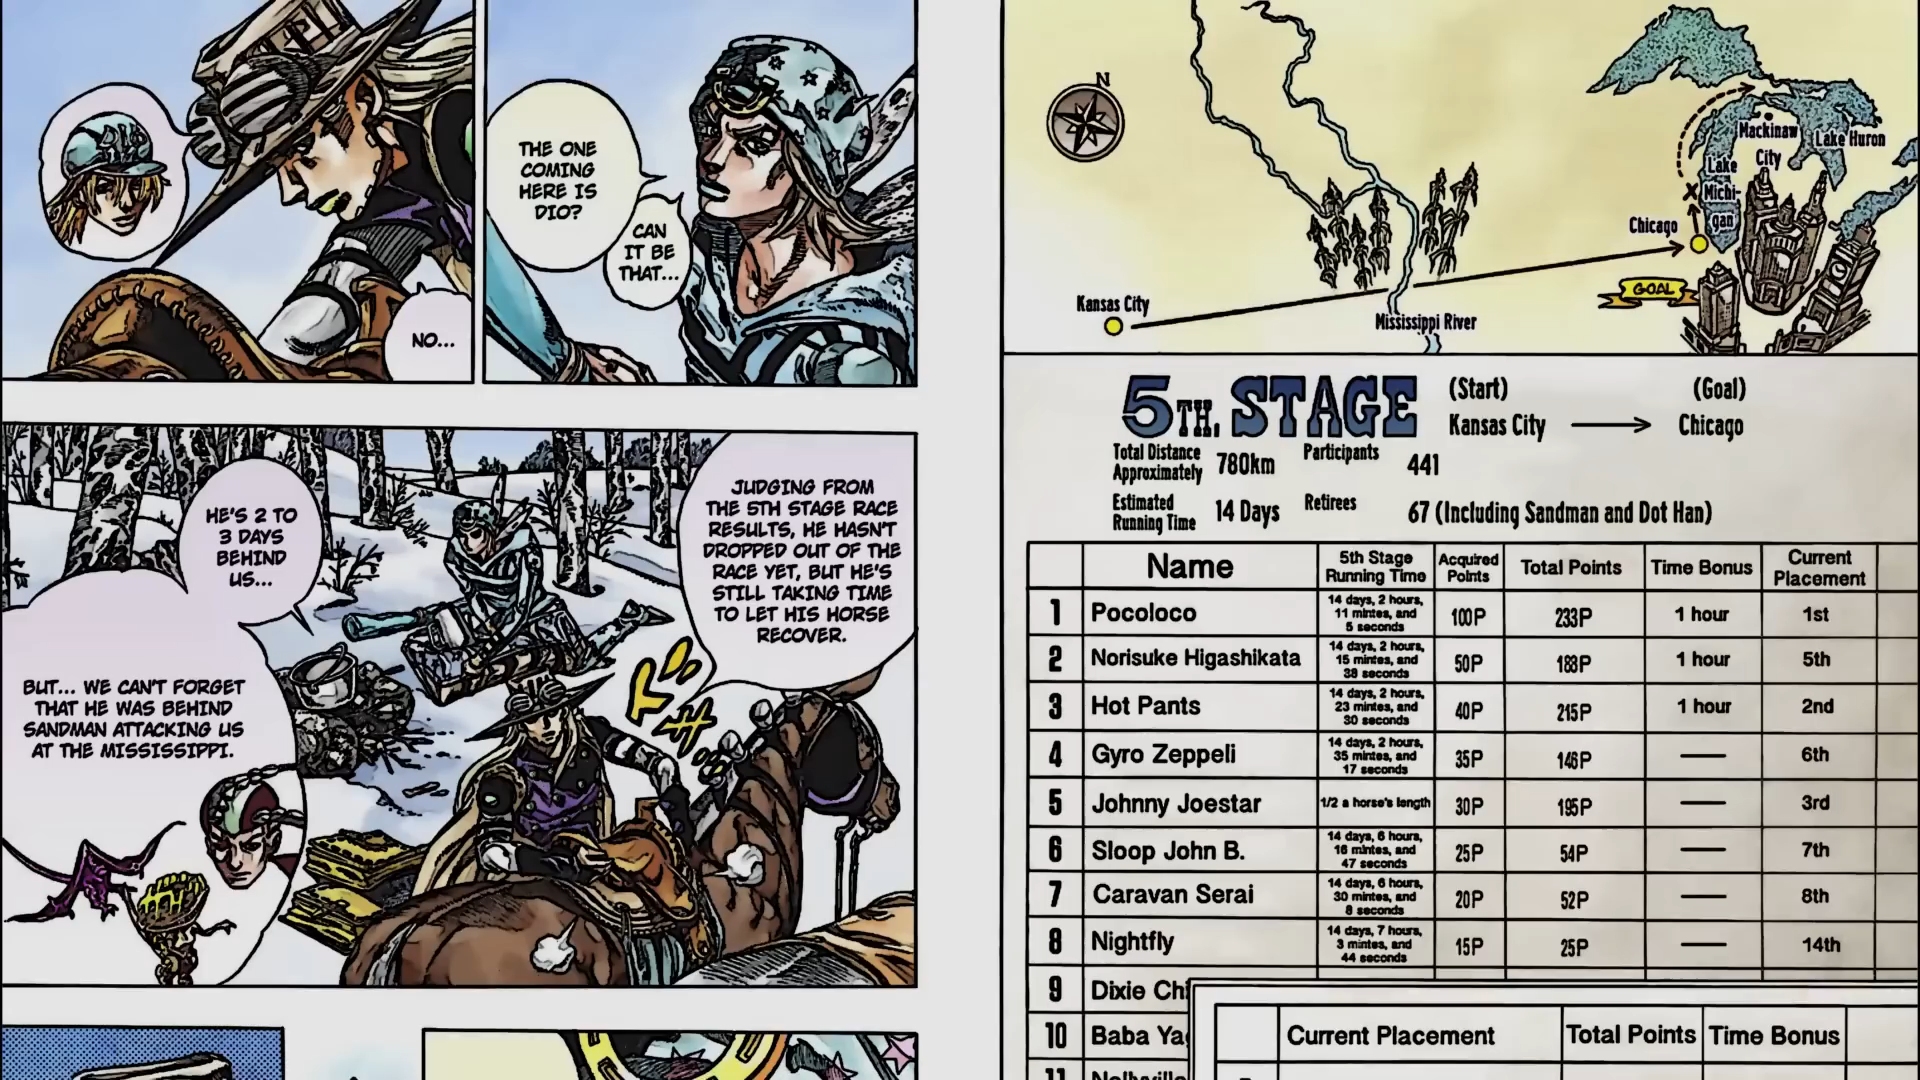 DIO
THE ONE
COMING
HERE IS
DIO?
CAN
IT BE
THAT...
NO...
JUDGING FROM
THE 5TH STAGE RACE
RESULTS, HE HASN'T
DROPPED OUT OF THE
RACE YET, BUT HE'S
STILL TAKING TIME
TO LET HIS HORSE
RECOVER.
HE'S 2 TO
3 DAYS
BEHIND
US...
BUT... WE CAN'T FORGET
THAT HE WAS BEHIND
SANDMAN ATTACKING US
AT THE MISSISSIPPI.
ドドド
N
Mackinaw
City
Lake Huron
Lake
Michi-
gan
Chicago
GOAL
Kansas City
Mississippi River
5TH. STAGE
(Start) (Goal)
Kansas City → Chicago
Total Distance
Approximately 780km
Participants 441
Estimated
Running Time 14 Days
Retirees 67 (Including Sandman and Dot Han)
Name
5th Stage
Running Time
Acquired
Points
Total Points
Time Bonus
Current
Placement
1 Pocoloco
14 days, 2 hours,
11 mintes, and
5 seconds
100P 233P 1 hour 1st
2 Norisuke Higashikata
14 days, 2 hours,
15 mintes, and
38 seconds
50P 183P 1 hour 5th
3 Hot Pants
14 days, 2 hours,
23 mintes, and
30 seconds
40P 215P 1 hour 2nd
4 Gyro Zeppeli
14 days, 2 hours,
35 mintes, and
17 seconds
35P 146P — 6th
5 Johnny Joestar 1/2 a horse's length 30P 195P — 3rd
6 Sloop John B.
14 days, 6 hours,
16 mintes, and
47 seconds
25P 54P — 7th
7 Caravan Serai
14 days, 6 hours,
30 mintes, and
8 seconds
20P 52P — 8th
8 Nightfly
14 days, 7 hours,
3 mintes, and
44 seconds
15P 25P — 14th
9 Dixie Chi
10 Baba Ya
11
Current Placement Total Points Time Bonus